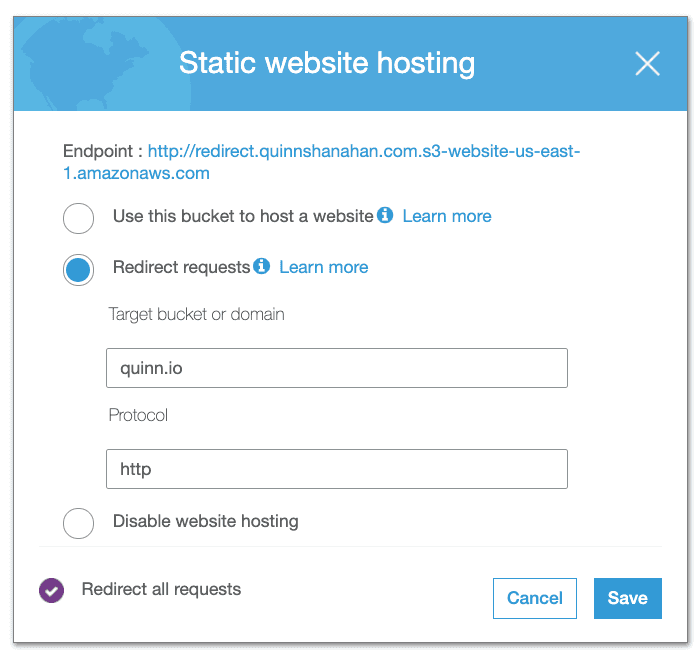 Static website hosting
Endpoint : http://redirect.quinnshanahan.com.s3-website-us-east-
1.amazonaws.com
Use this bucket to host a website Learn more
Redirect requests Learn more
Target bucket or domain
quinn.io
Protocol
http
Disable website hosting
Redirect all requests
Cancel Save